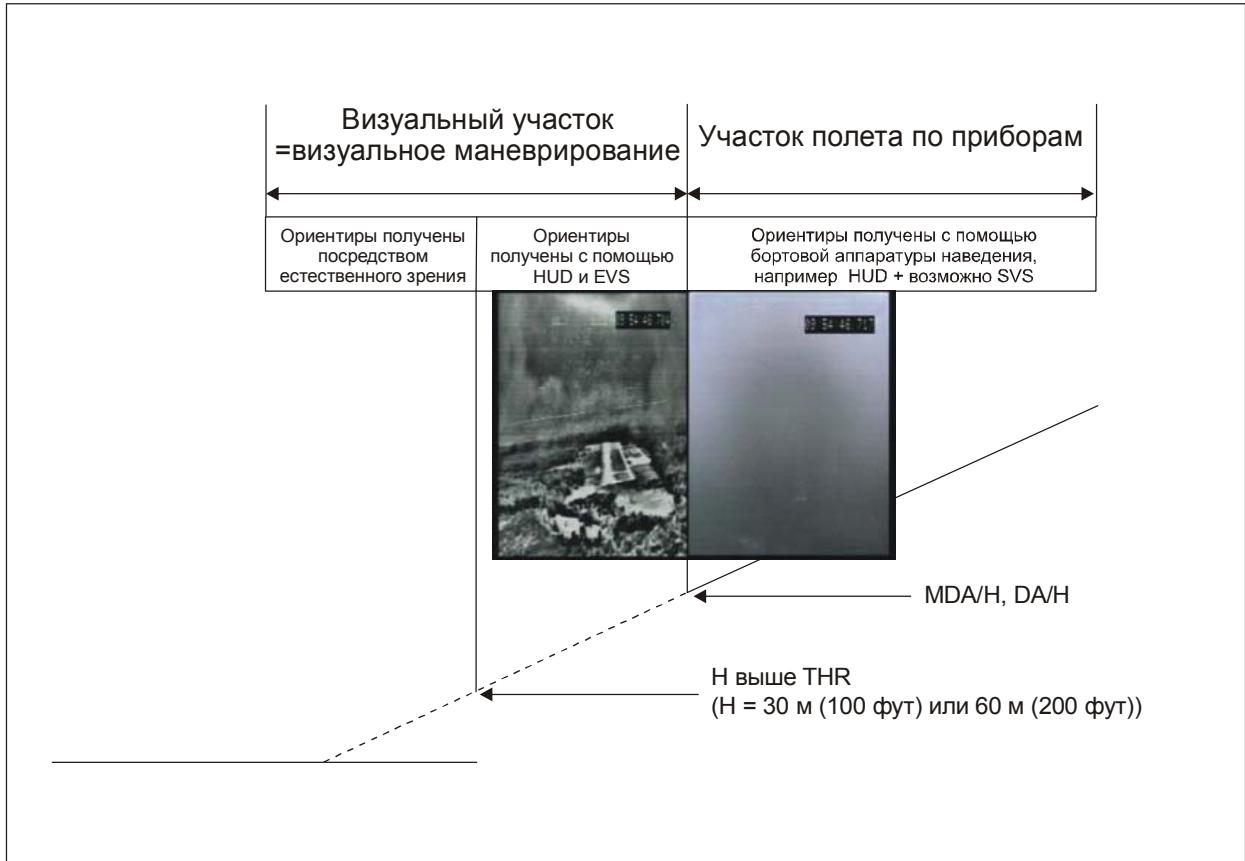 Визуальный участок
=визуальное маневрирование
Участок полета по приборам
Ориентиры получены
посредством
естественного зрения
Ориентиры
получены с помощью
HUD и EVS
Ориентиры получены с помощью
бортовой аппаратуры наведения,
например HUD + возможно SVS
MDA/H, DA/H
Н выше THR
(H = 30 м (100 фут) или 60 м (200 фут))